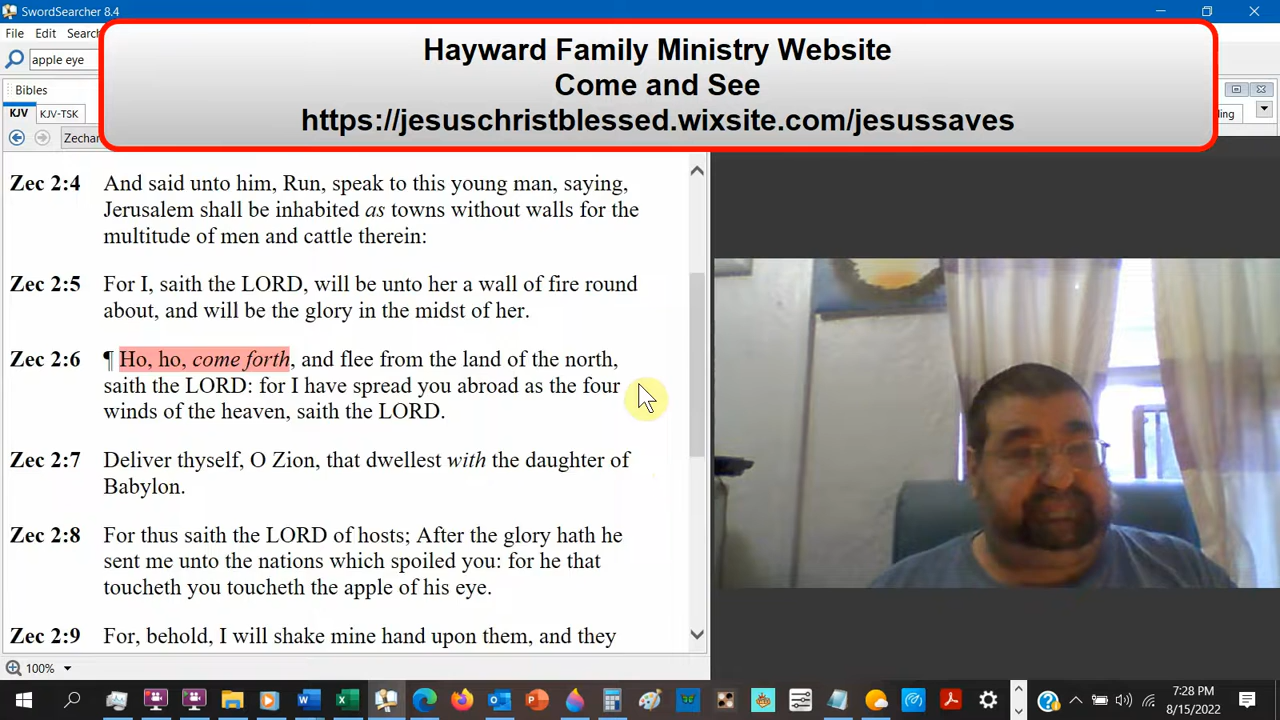 SwordSearcher 8.4
File Edit Search
Hayward Family Ministry Website
Come and See
https://jesuschristblessed.wixsite.com/jesussaves
apple eye
Bibles
KJV KJV-TSK
Zec 2:4 And said unto him, Run, speak to this young man, saying,
Jerusalem shall be inhabited as towns without walls for the
multitude of men and cattle therein:
Zec 2:5 For I, saith the LORD, will be unto her a wall of fire round
about, and will be the glory in the midst of her.
Zec 2:6 ¶ Ho, ho, come forth, and flee from the land of the north,
saith the LORD: for I have spread you abroad as the four
winds of the heaven, saith the LORD.
Zec 2:7 Deliver thyself, O Zion, that dwellest with the daughter of
Babylon.
Zec 2:8 For thus saith the LORD of hosts; After the glory hath he
sent me unto the nations which spoiled you: for he that
toucheth you toucheth the apple of his eye.
Zec 2:9 For, behold, I will shake mine hand upon them, and they
100%
7:28 PM
8/15/2022